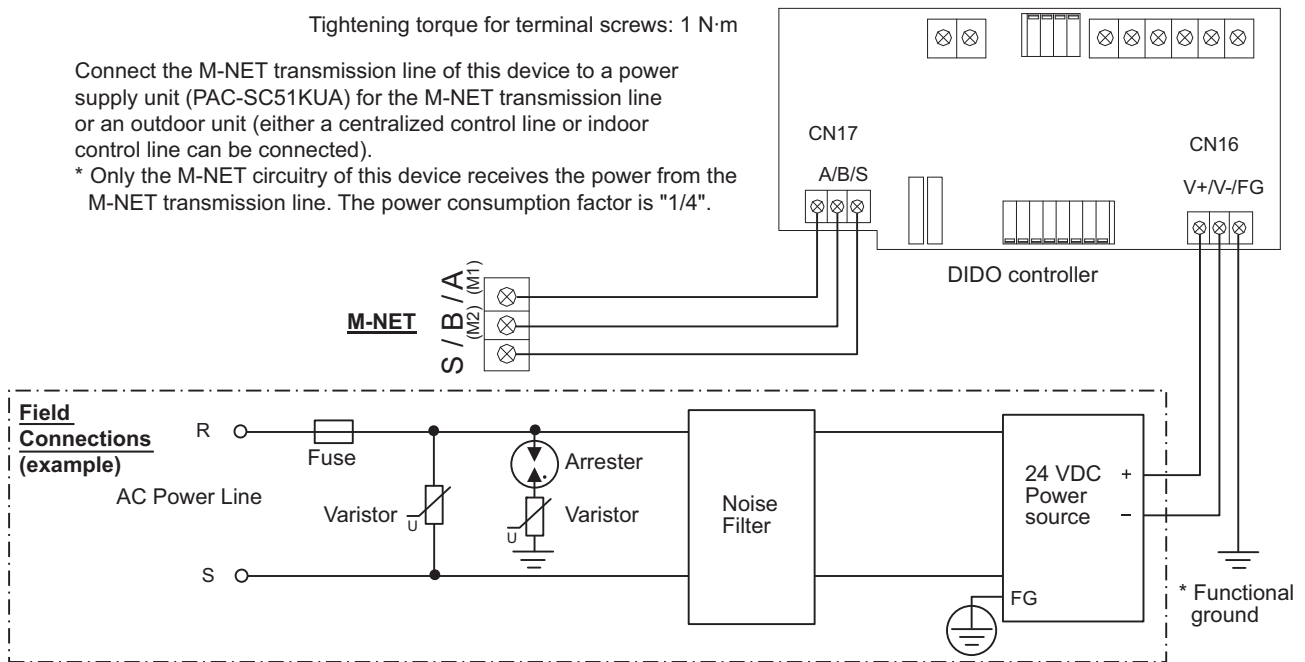 Tightening torque for terminal screws: 1 N·m
Connect the M-NET transmission line of this device to a power
supply unit (PAC-SC51KUA) for the M-NET transmission line
or an outdoor unit (either a centralized control line or indoor
control line can be connected).
* Only the M-NET circuitry of this device receives the power from the
M-NET transmission line. The power consumption factor is "1/4".
CN17
A/B/S
CN16
V+/V-/FG
DIDO controller
M-NET
S / B / A
(M2) (M1)
Field
Connections
(example)
R
Fuse
AC Power Line
Varistor
U
Arrester
Varistor
U
Noise
Filter
24 VDC
Power
source
+
−
S
FG
* Functional
ground